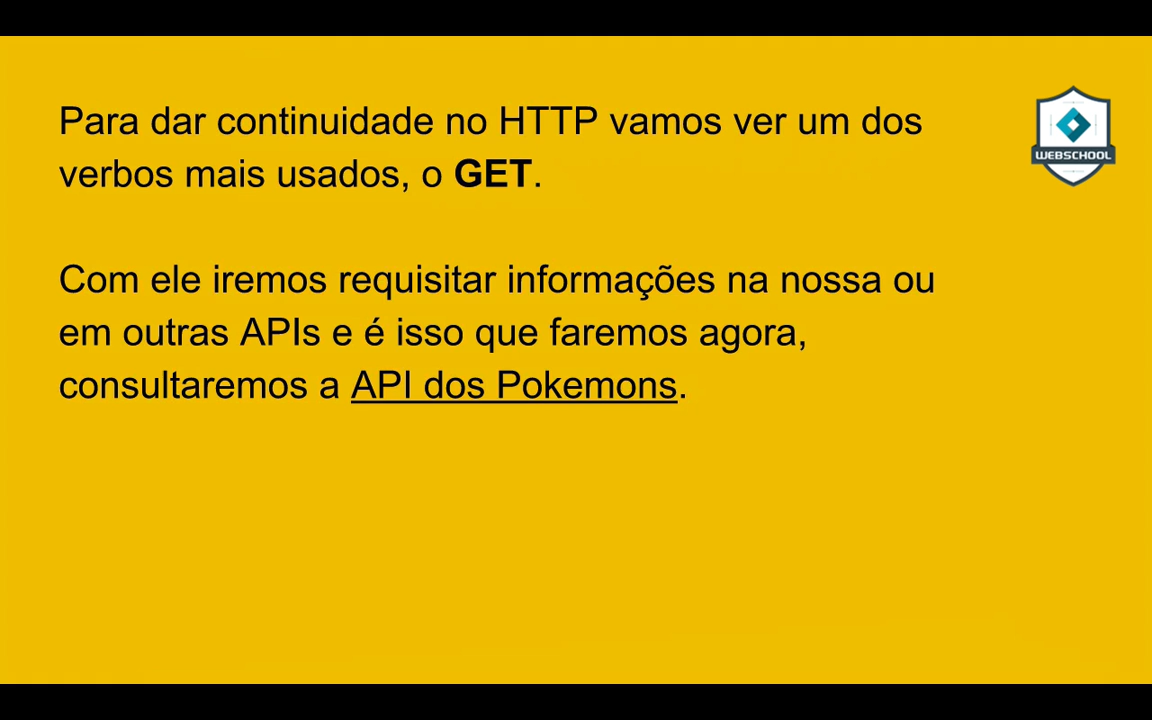 Para dar continuidade no HTTP vamos ver um dos
verbos mais usados, o GET.
Com ele iremos requisitar informações na nossa ou
em outras APIs e é isso que faremos agora,
consultaremos a API dos Pokemons.
WEBSCHOOL